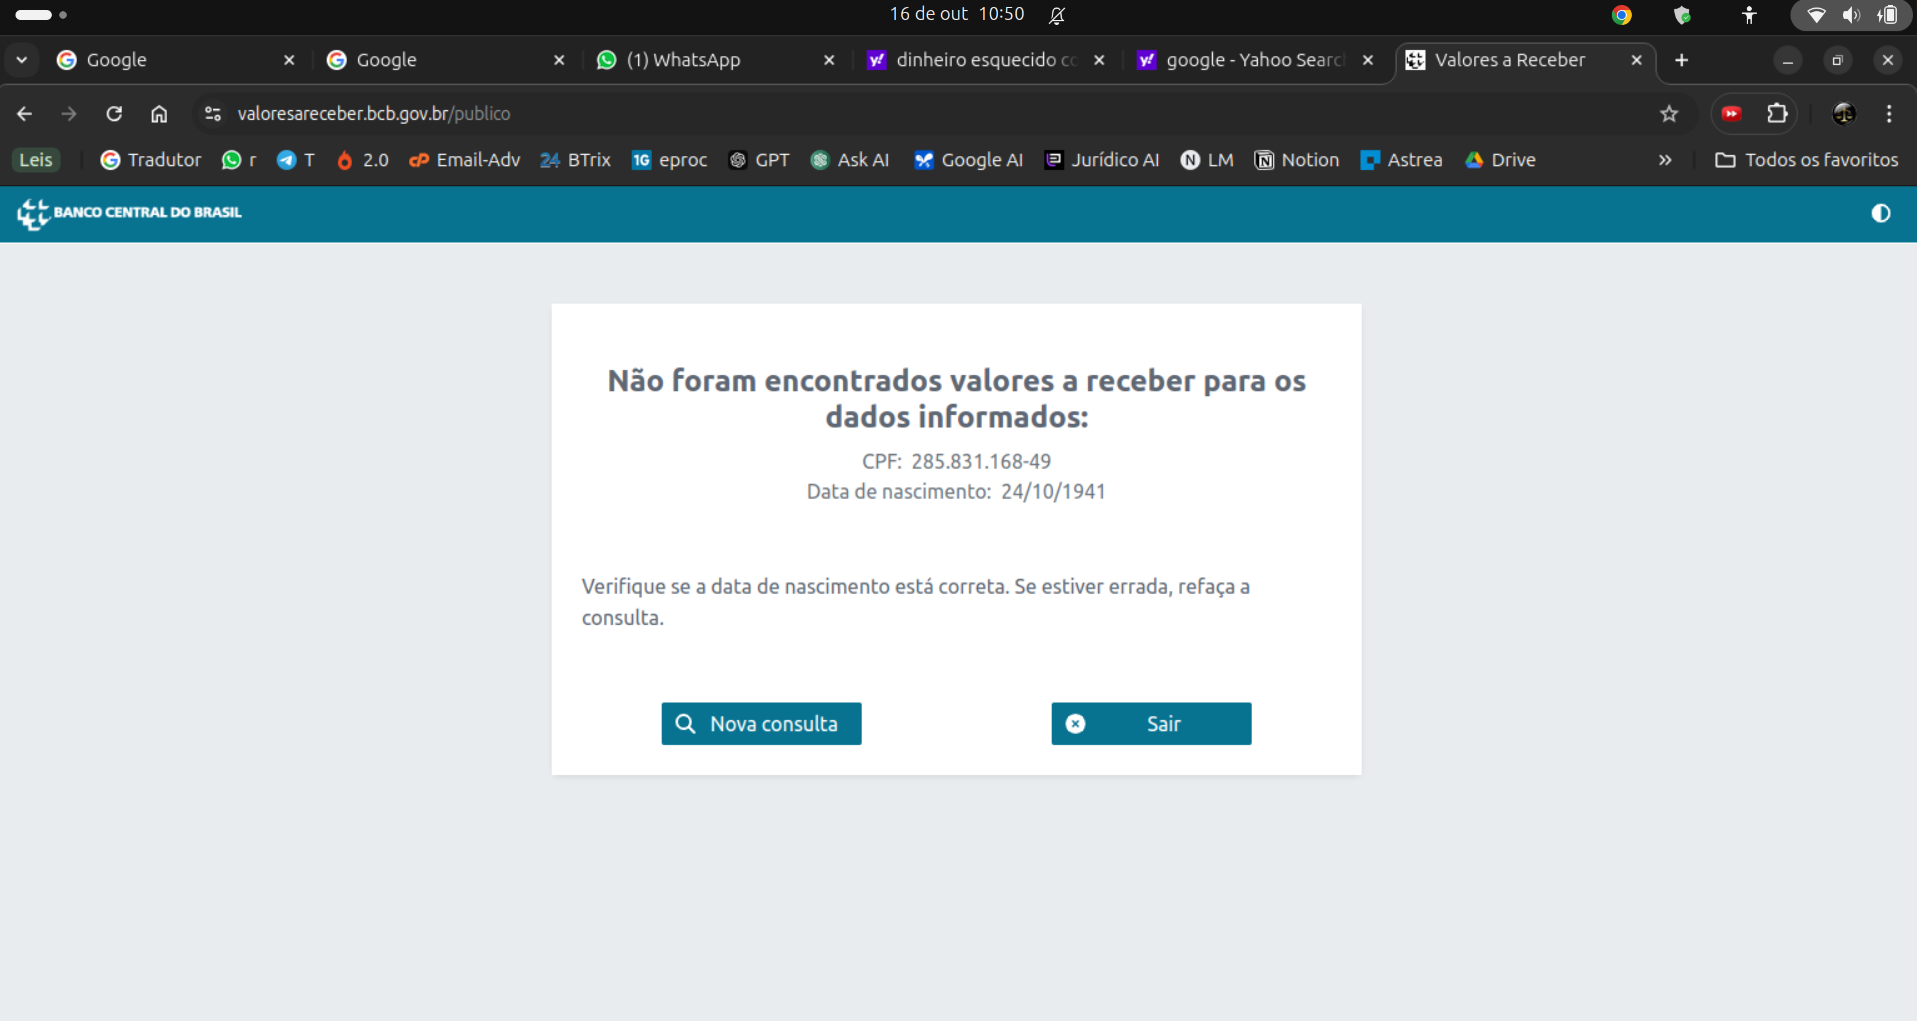 16 de out 10:50
Google
Google
(1) WhatsApp
dinheiro esquecido co
google - Yahoo Searc
Valores a Receber
valoresareceber.bcb.gov.br/publico
Leis
Tradutor
r
T
2.0
Email-Adv
24 BTrix
1G eproc
GPT
Ask AI
Google AI
Jurídico AI
LM
Notion
Astrea
Drive
Todos os favoritos
BANCO CENTRAL DO BRASIL
Não foram encontrados valores a receber para os
dados informados:
CPF: 285.831.168-49
Data de nascimento: 24/10/1941
Verifique se a data de nascimento está correta. Se estiver errada, refaça a
consulta.
Nova consulta
Sair